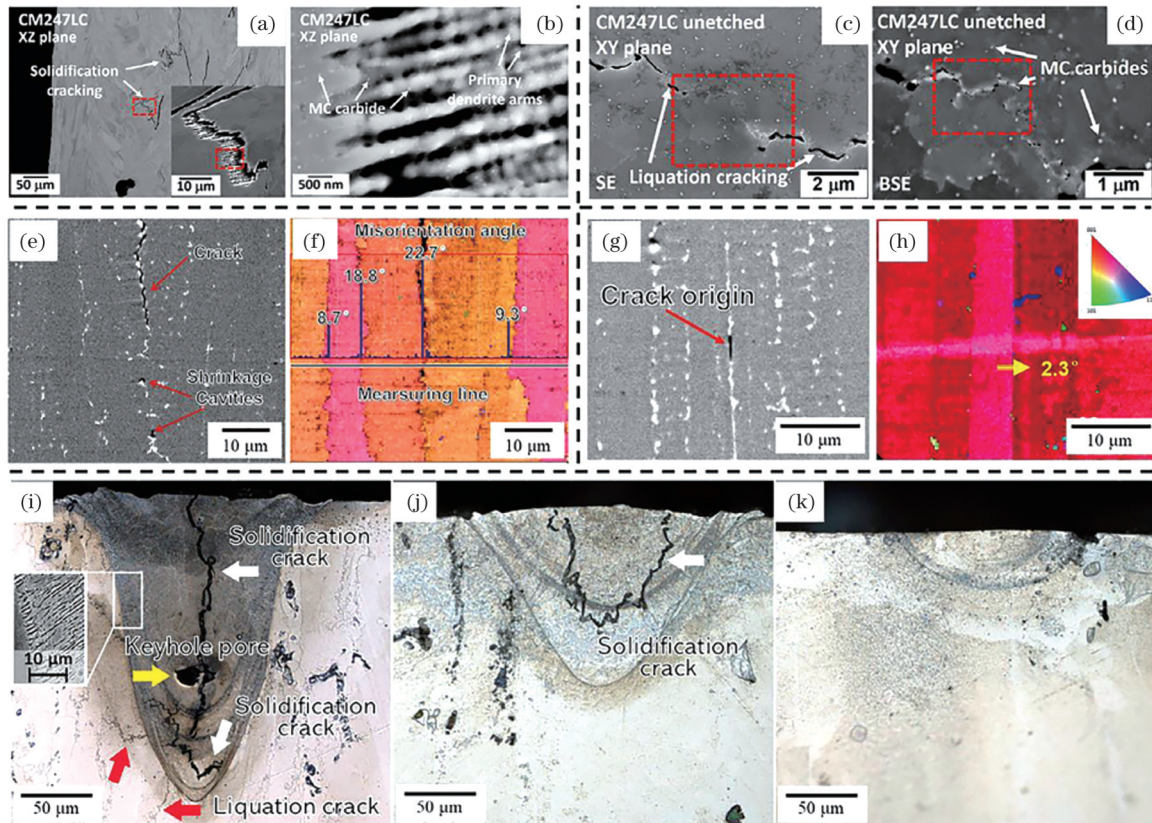 CM247LC
XZ plane
(a)
Solidification
cracking
50 μm
10 μm
CM247LC
XZ plane
(b)
MC carbide
Primary
dendrite arms
500 nm
CM247LC unetched
XY plane
(c)
SE
Liquation cracking
2 μm
CM247LC unetched
XY plane
(d)
MC carbides
BSE
1 μm
(e)
Crack
Shrinkage
Cavities
10 μm
(f)
Misorientation angle
22.7°
18.8°
8.7°
9.3°
Mearsuring line
10 μm
(g)
Crack origin
10 μm
(h)
001
101
2.3°
10 μm
(i)
Solidification
crack
10 μm
Keyhole pore
Solidification
crack
Liquation crack
50 μm
(j)
Solidification
crack
50 μm
(k)
50 μm